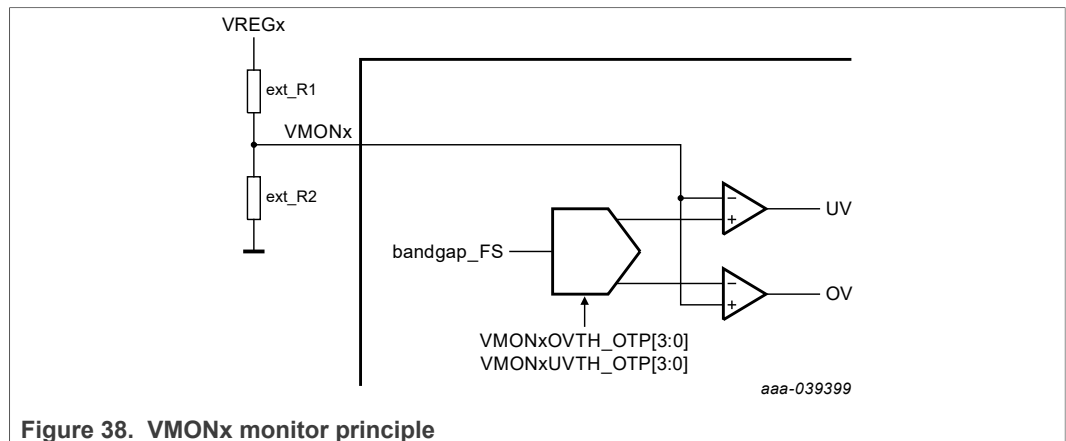 VREGx
ext_R1
VMONx
ext_R2
UV
bandgap_FS
OV
VMONxOVTH_OTP[3:0]
VMONxUVTH_OTP[3:0]
aaa-039399
Figure 38. VMONx monitor principle